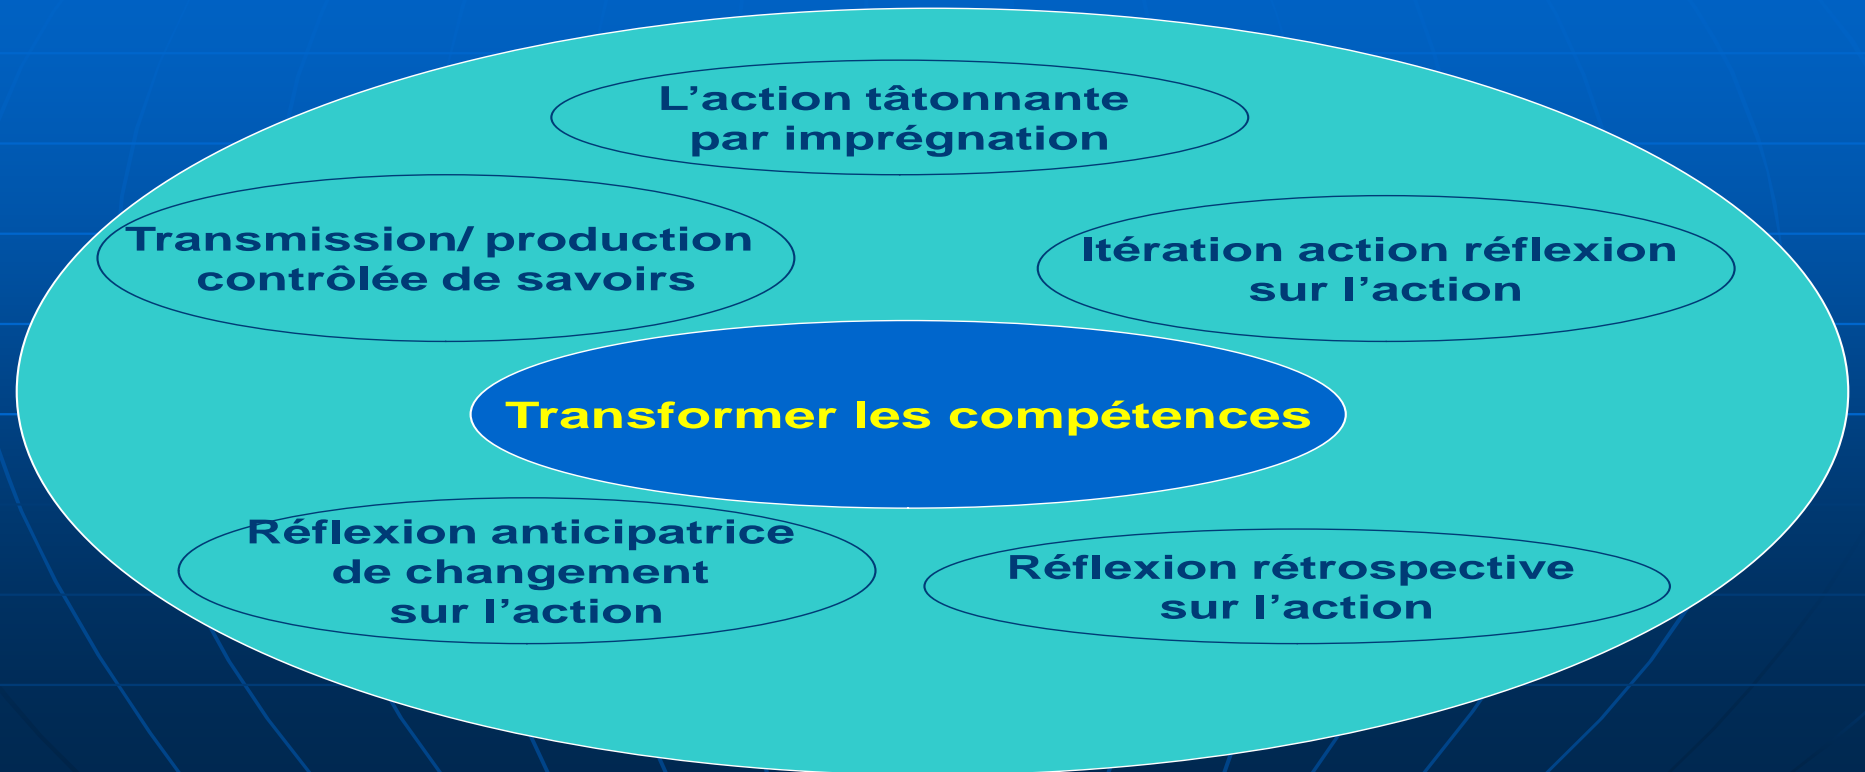 L’action tâtonnante
par imprégnation
Transmission/ production
contrôlée de savoirs
Itération action réflexion
sur l’action
Transformer les compétences
Réflexion anticipatrice
de changement
sur l’action
Réflexion rétrospective
sur l’action